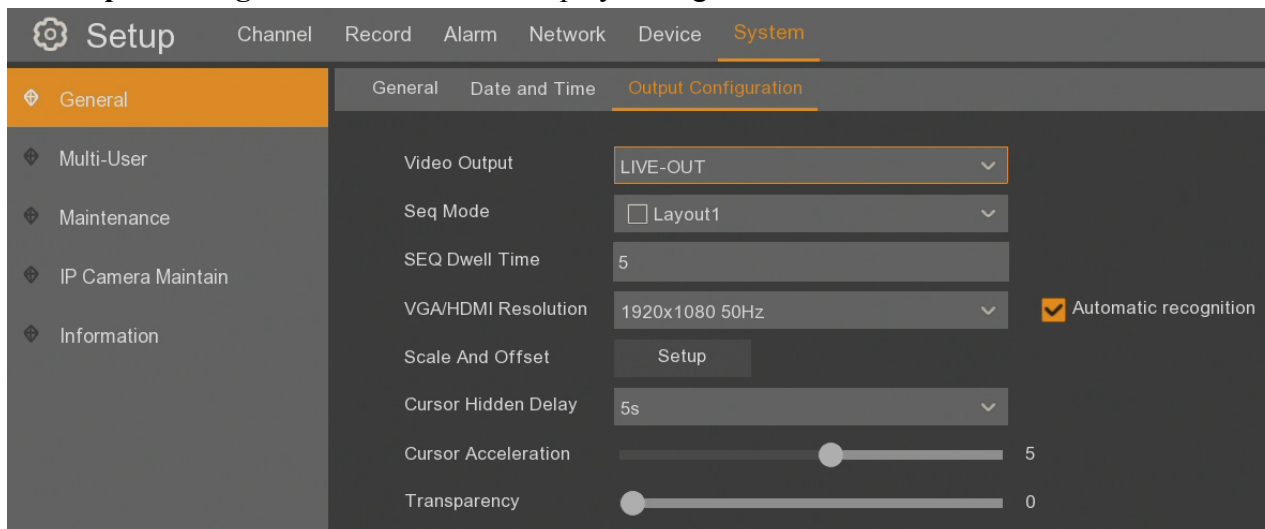 Setup Channel Record Alarm Network Device System
General Date and Time Output Configuration
General
Multi-User
Maintenance
IP Camera Maintain
Information
Video Output LIVE-OUT
Seq Mode Layout1
SEQ Dwell Time 5
VGA/HDMI Resolution 1920x1080 50Hz Automatic recognition
Scale And Offset Setup
Cursor Hidden Delay 5s
Cursor Acceleration 5
Transparency 0